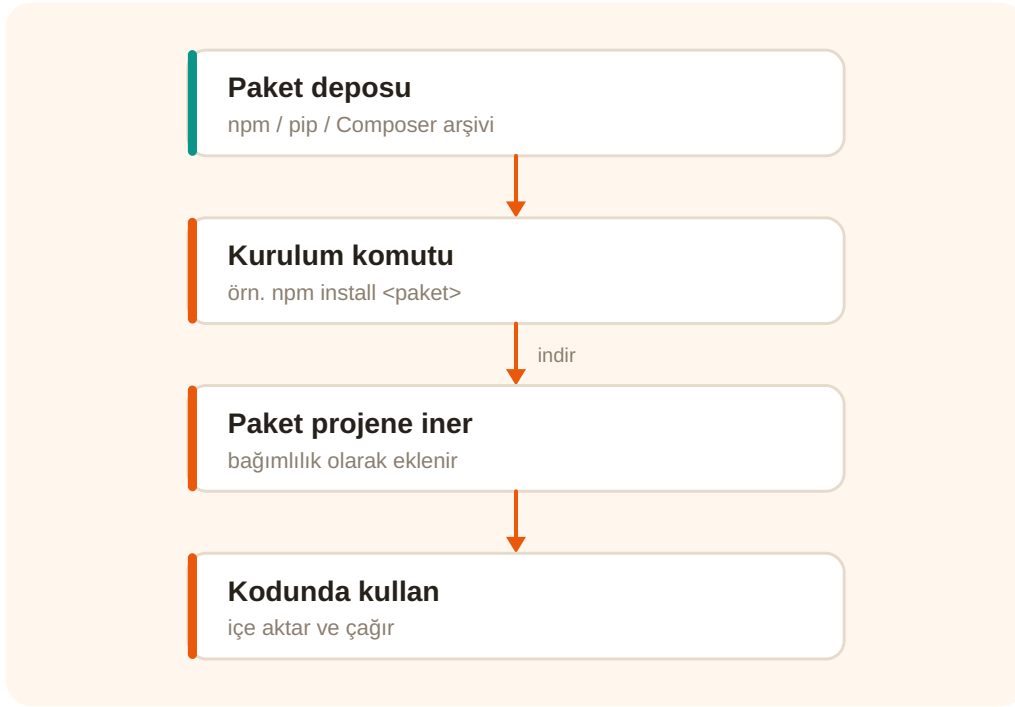 Paket deposu
npm / pip / Composer arşivi
Kurulum komutu
örn. npm install <paket>
indir
Paket projene iner
bağımlılık olarak eklenir
Kodunda kullan
içe aktar ve çağır